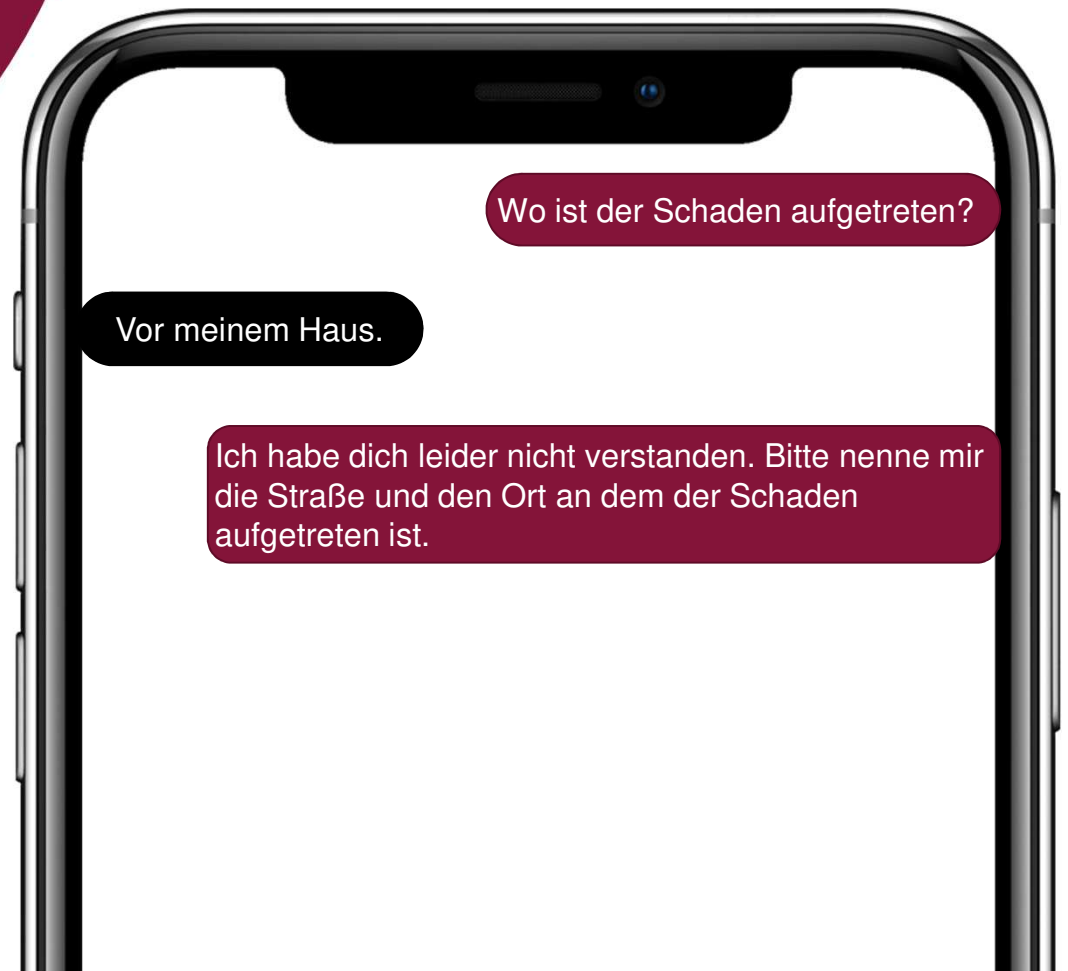 Wo ist der Schaden aufgetreten?
Vor meinem Haus.
Ich habe dich leider nicht verstanden. Bitte nenne mir
die Straße und den Ort an dem der Schaden
aufgetreten ist.